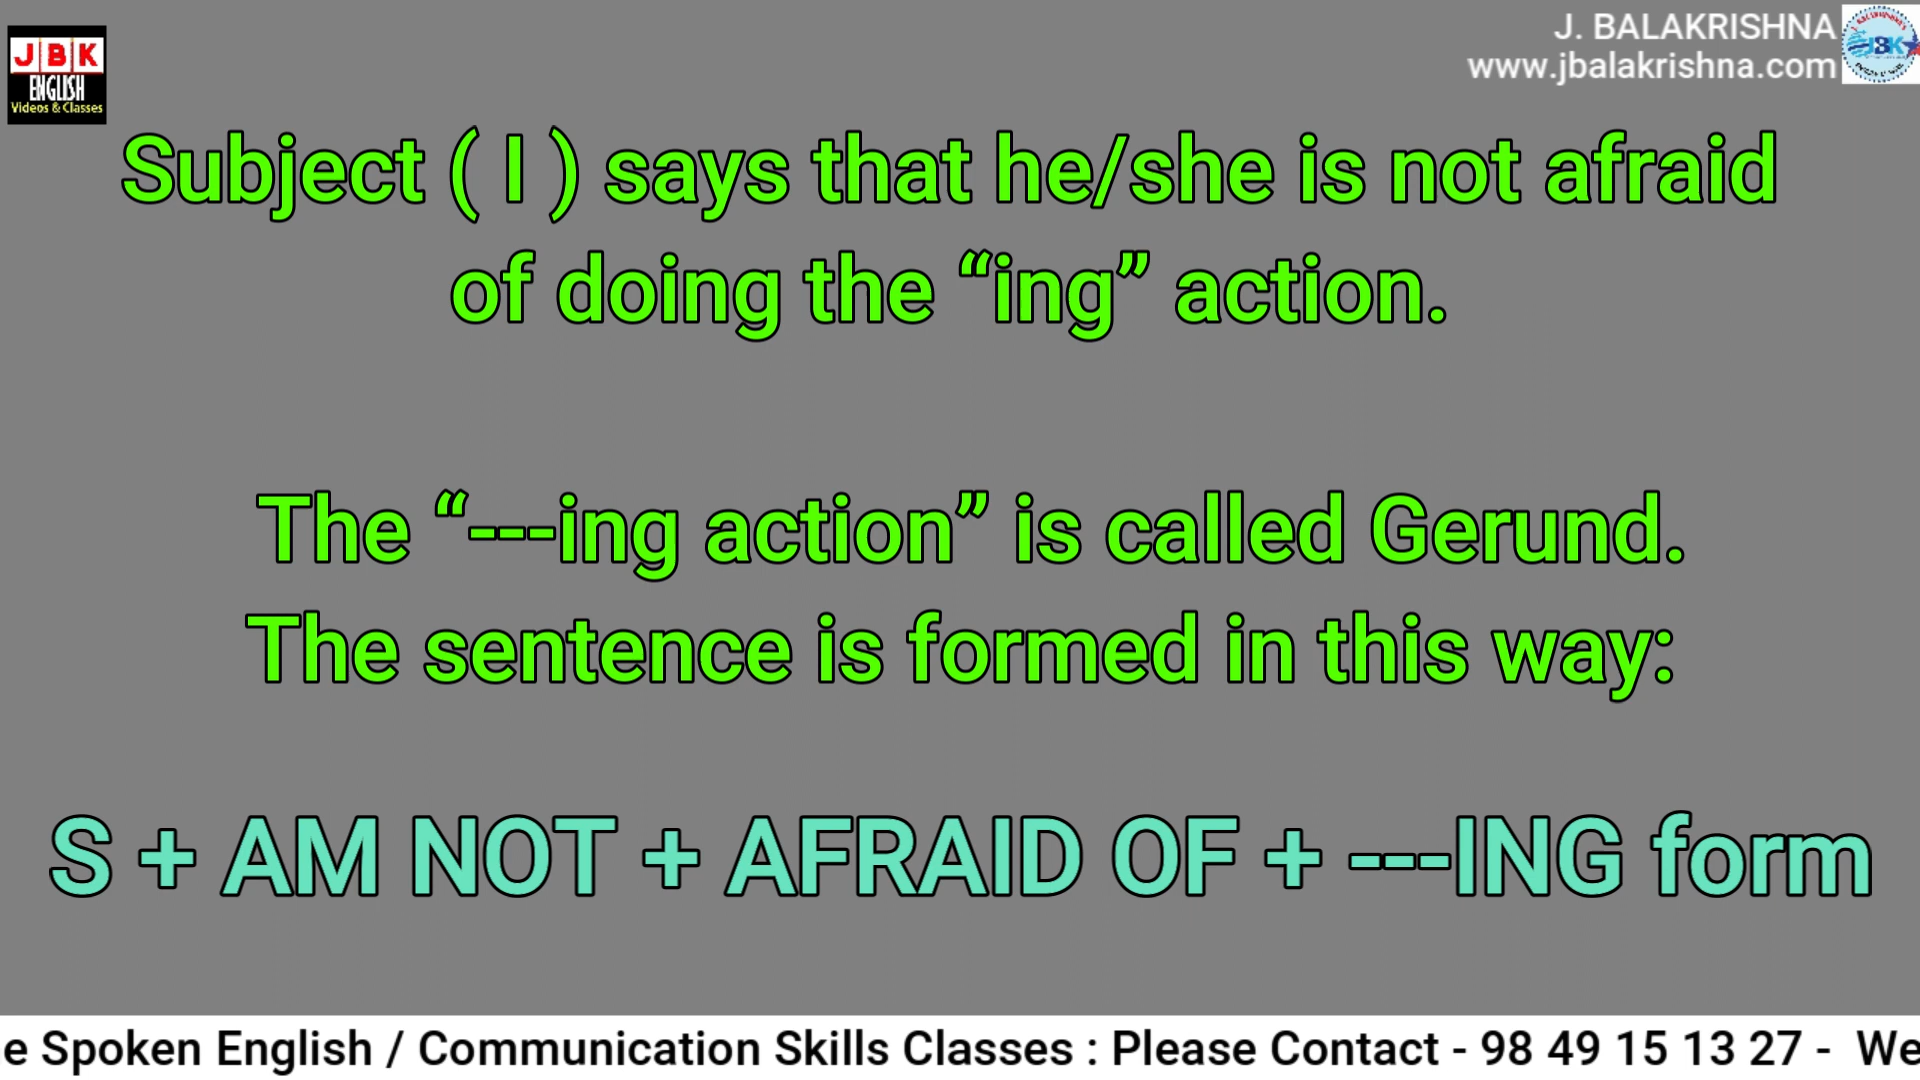 JBK
ENGLISH
Videos & Classes
J. BALAKRISHNA
www.jbalakrishna.com
JBK
Subject ( I ) says that he/she is not afraid
of doing the “ing” action.
The “---ing action” is called Gerund.
The sentence is formed in this way:
S + AM NOT + AFRAID OF + ---ING form
e Spoken English / Communication Skills Classes : Please Contact - 98 49 15 13 27 - We